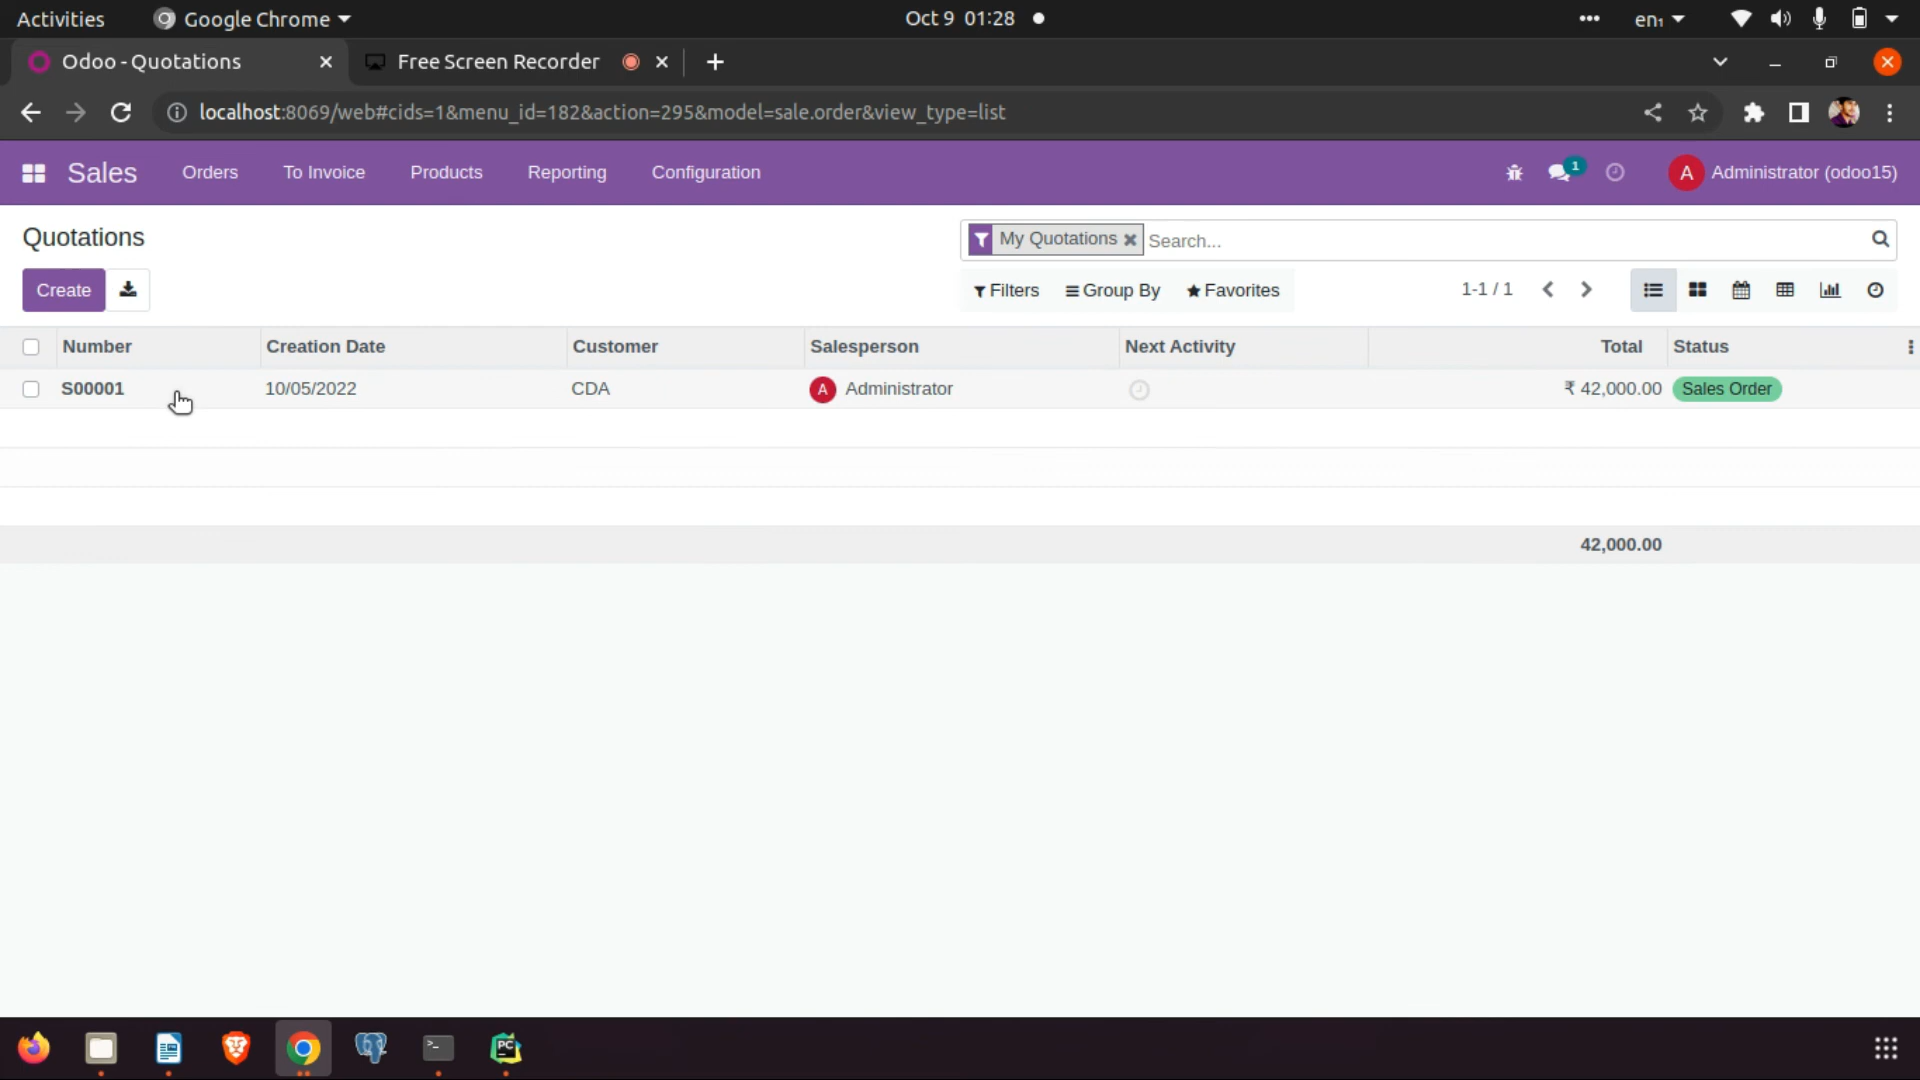 Activities Google Chrome Oct 9 01:28 en₁
Odoo - Quotations Free Screen Recorder
localhost:8069/web#cids=1&menu_id=182&action=295&model=sale.order&view_type=list
Sales Orders To Invoice Products Reporting Configuration 1 A Administrator (odoo15)
Quotations My Quotations Search...
Create Filters Group By Favorites 1-1 / 1
Number Creation Date Customer Salesperson Next Activity Total Status
S00001 10/05/2022 CDA A Administrator ₹ 42,000.00 Sales Order
42,000.00
PC